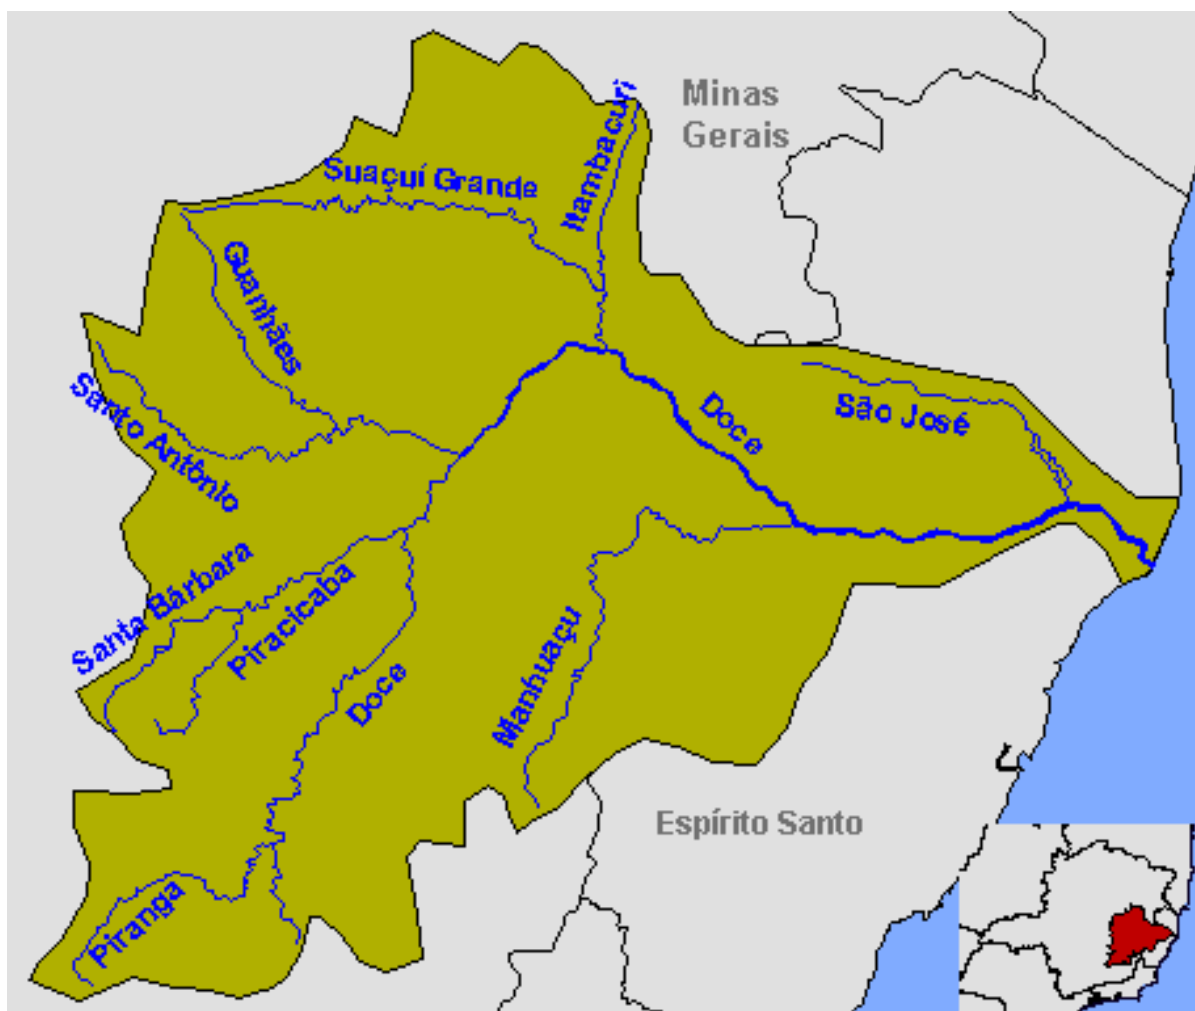 Minas
Gerais
Itambacuri
Suaçuí Grande
Guanhães
Santo Antônio
Doce
São José
Santa Bárbara
Piracicaba
Manhuaçu
Doce
Espírito Santo
Piranga